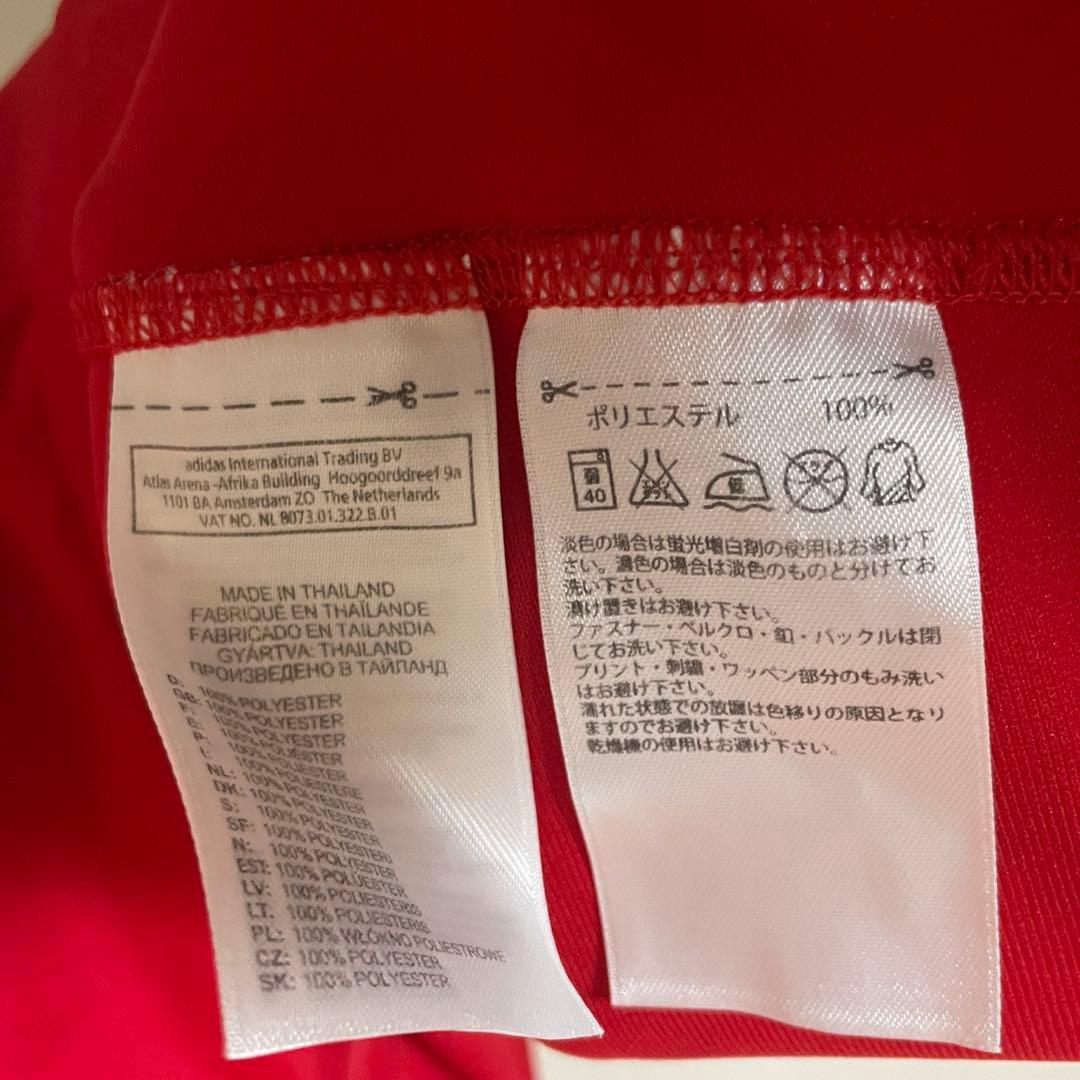 adidas International Trading BV
Atlas Arena -Afrika Building Hoogoorddreef 9a
1101 BA Amsterdam ZO The Netherlands
VAT NO. NL 8073.01.322.B.01
MADE IN THAILAND
FABRIQUÉ EN THAÏLANDE
FABRICADO EN TAILANDIA
GYÁRTVA: THAILAND
ПРОИЗВЕДЕНО В ТАЙЛАНД
D: 100% POLYESTER
GB: 100% POLYESTER
F: 100% POLYESTER
E: 100% POLIÉSTER
P: 100% POLIÉSTER
I: 100% POLIESTERE
NL: 100% POLYESTER
DK: 100% POLYESTER
S: 100% POLYESTER
SF: 100% POLYESTERI
N: 100% POLYESTER
EST: 100% POLÜESTER
LV: 100% POLIESTERIS
LT: 100% POLIESTERIS
PL: 100% WŁÓKNO POLIESTROWE
CZ: 100% POLYESTER
SK: 100% POLYESTER
ポリエステル 100%
弱
40
淡色の場合は蛍光増白剤の使用はお避け下
さい。濃色の場合は淡色のものと分けてお
洗い下さい。
漬け置きはお避け下さい。
ファスナー・ベルクロ・釦・バックルは閉
じてお洗い下さい。
プリント・刺繍・ワッペン部分のもみ洗い
はお避け下さい。
濡れた状態での放置は色移りの原因となり
ますのでお避け下さい。
乾燥機の使用はお避け下さい。